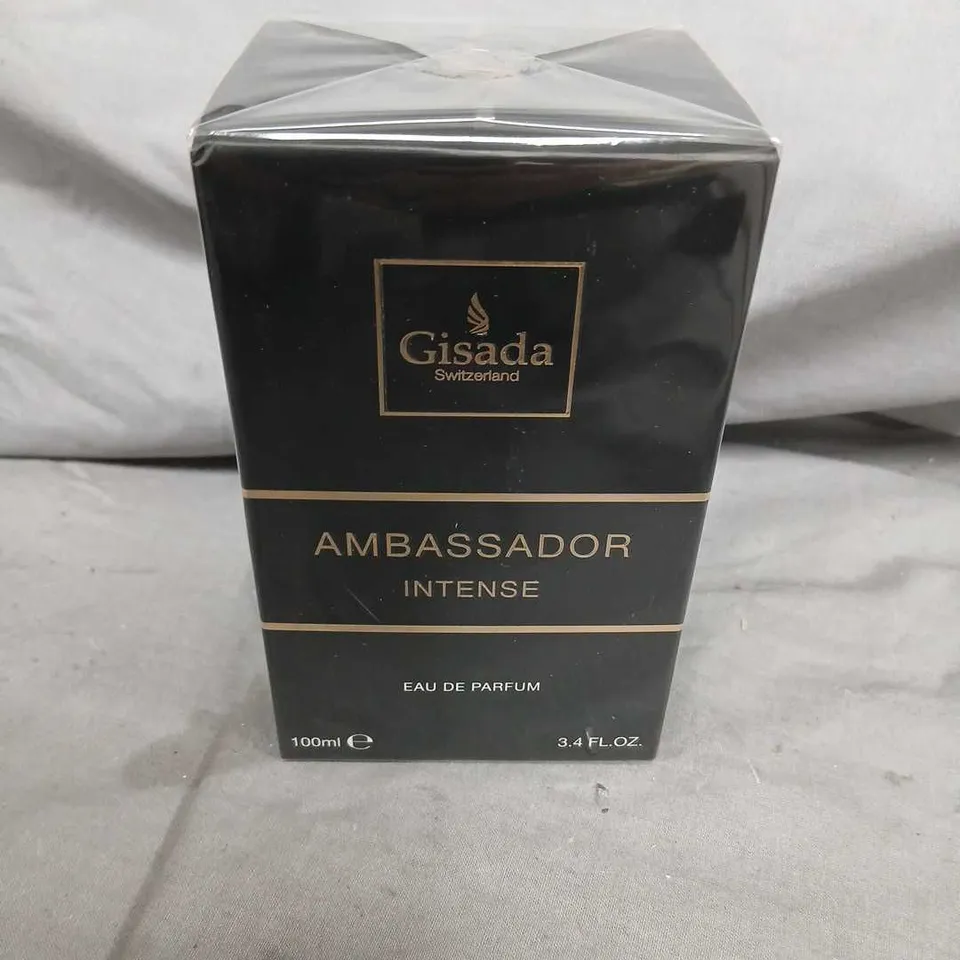 Gisada
Switzerland
AMBASSADOR
INTENSE
EAU DE PARFUM
100ml ℮ 3.4 FL.OZ.